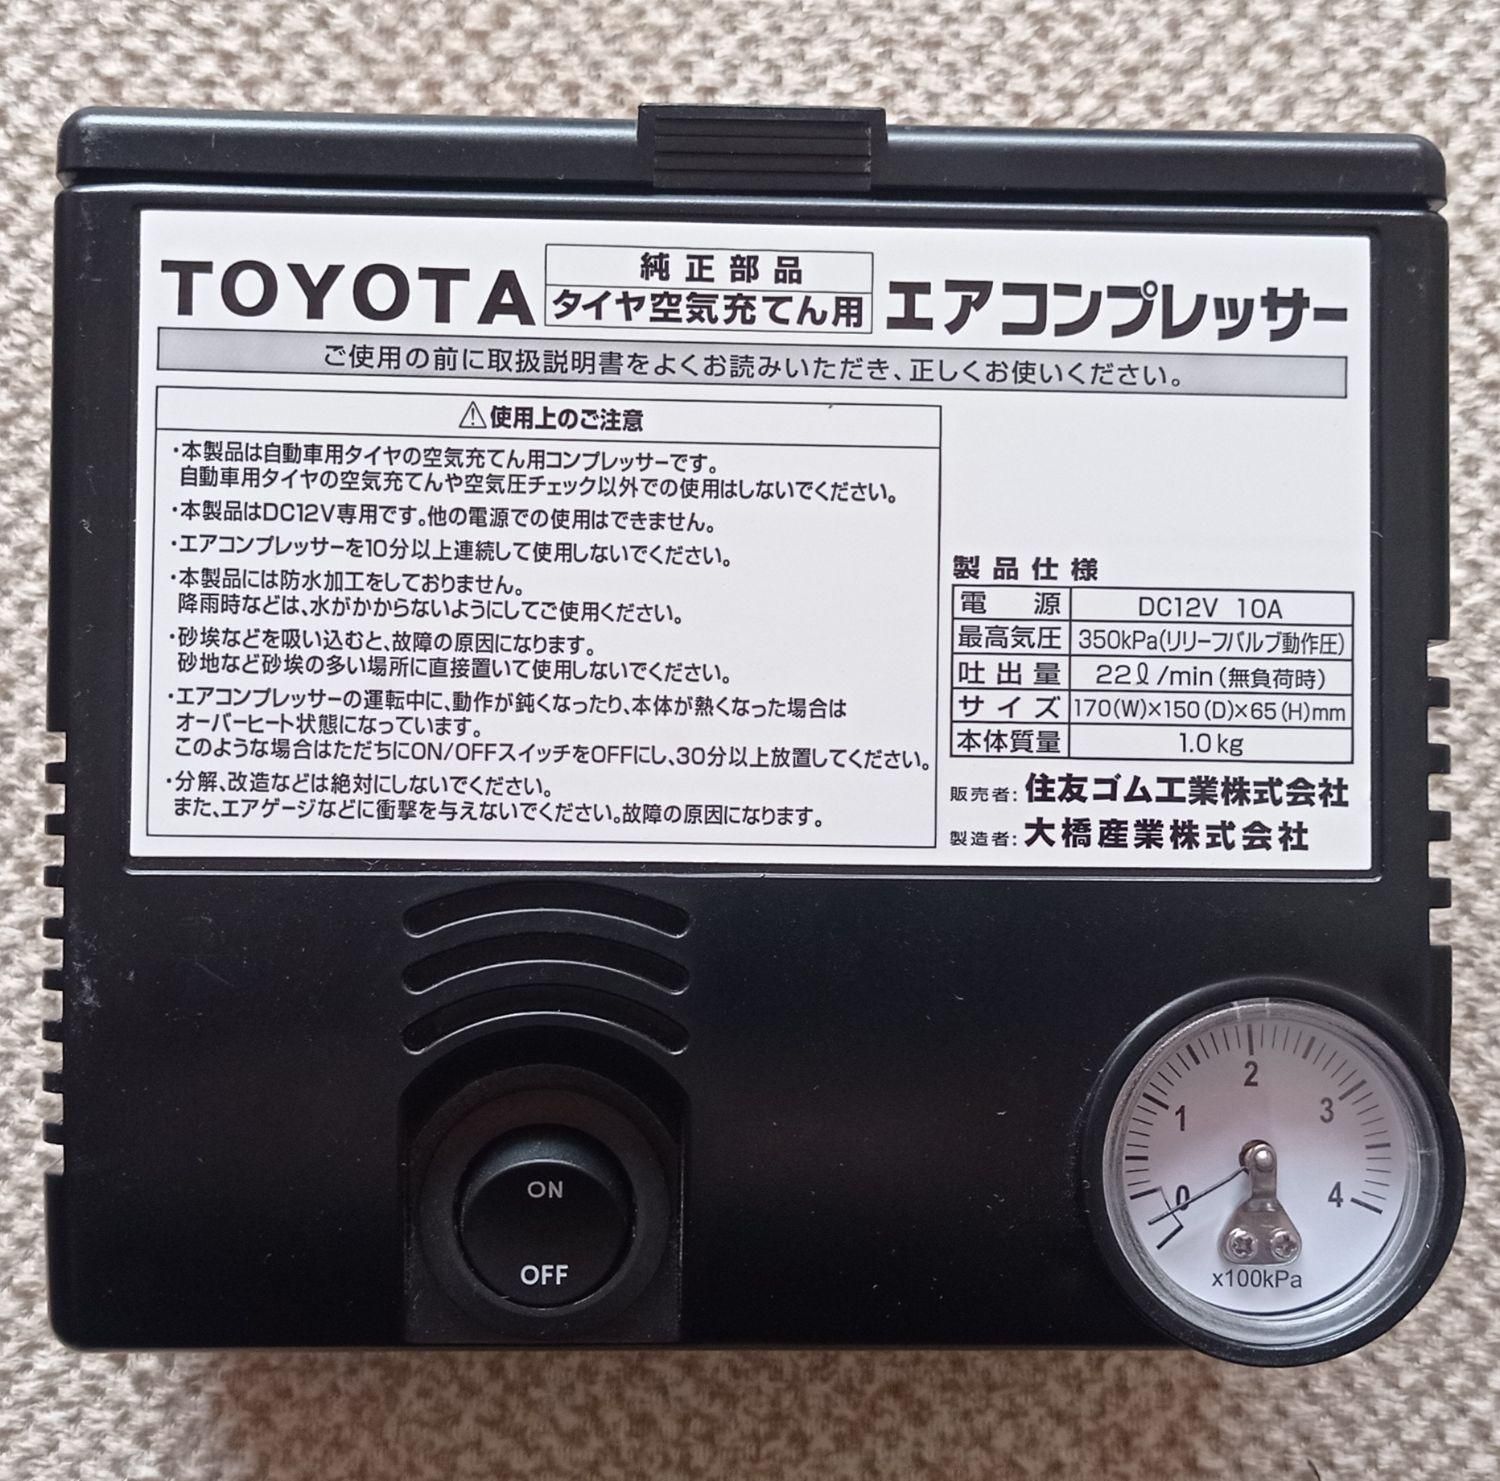 TOYOTA 純正部品 タイヤ空気充てん用 エアコンプレッサー
ご使用の前に取扱説明書をよくお読みいただき、正しくお使いください。
⚠使用上のご注意
・本製品は自動車用タイヤの空気充てん用コンプレッサーです。
自動車用タイヤの空気充てんや空気圧チェック以外での使用はしないでください。
・本製品はDC12V専用です。他の電源での使用はできません。
・エアコンプレッサーを10分以上連続して使用しないでください。
・本製品には防水加工をしておりません。
降雨時などは、水がかからないようにしてご使用ください。
・砂埃などを吸い込むと、故障の原因になります。
砂地など砂埃の多い場所に直接置いて使用しないでください。
・エアコンプレッサーの運転中に、動作が鈍くなったり、本体が熱くなった場合は
オーバーヒート状態になっています。
このような場合はただちにON/OFFスイッチをOFFにし、30分以上放置してください。
・分解、改造などは絶対にしないでください。
また、エアゲージなどに衝撃を与えないでください。故障の原因になります。
製品仕様
電源 DC12V 10A
最高気圧 350kPa(リリーフバルブ動作圧)
吐出量 22ℓ/min(無負荷時)
サイズ 170(W)×150(D)×65(H)mm
本体質量 1.0kg
販売者: 住友ゴム工業株式会社
製造者: 大橋産業株式会社
ON
OFF
0 1 2 3 4
x100kPa